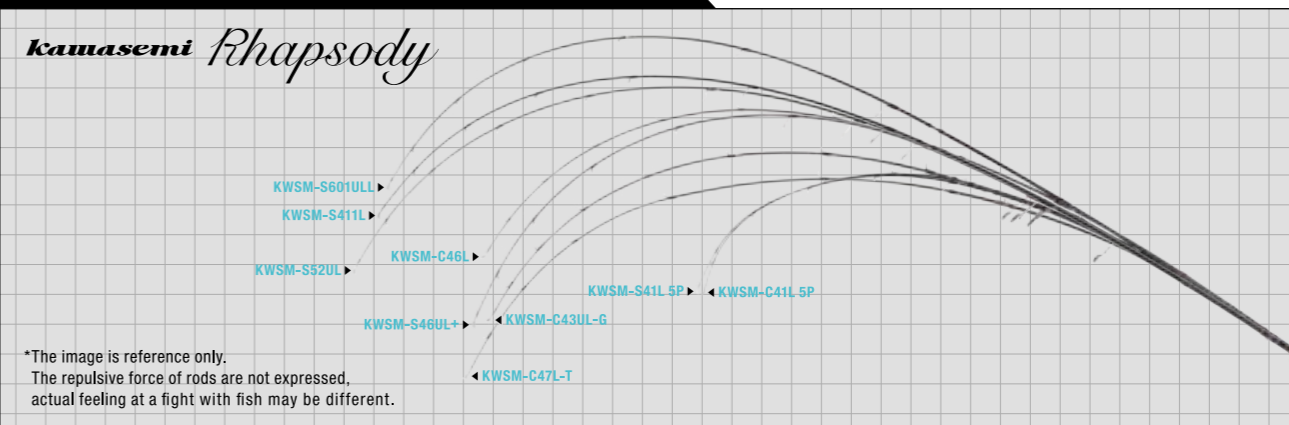 kawasemi Rhapsody
KWSM-S601ULL
KWSM-S411L
KWSM-C46L
KWSM-S52UL
KWSM-S41L 5P
KWSM-C41L 5P
KWSM-S46UL+
KWSM-C43UL-G
*The image is reference only.
The repulsive force of rods are not expressed,
KWSM-C47L-T
actual feeling at a fight with fish may be different.